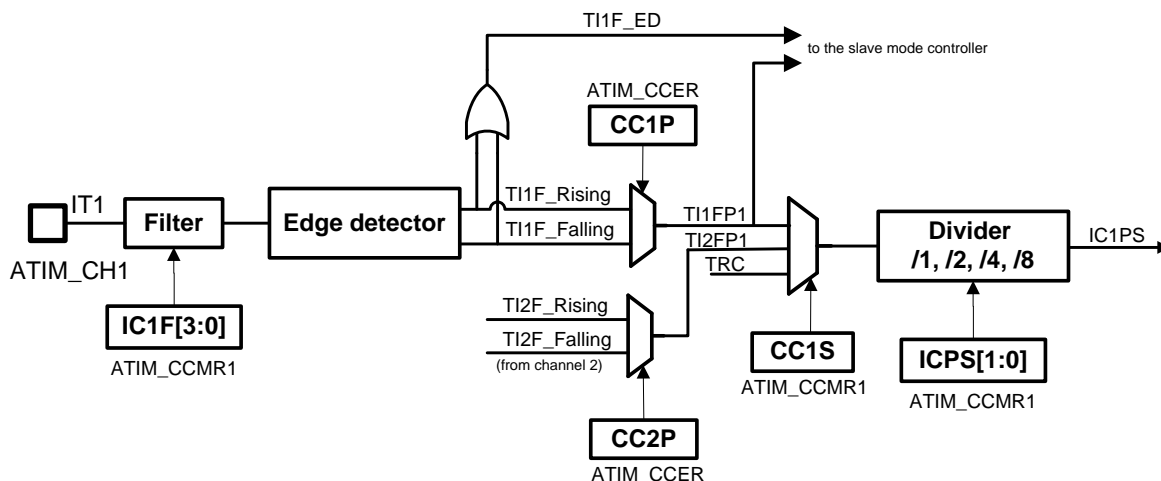 TI1F_ED
to the slave mode controller
ATIM_CCER
CC1P
IT1
Filter
Edge detector
TI1F_Rising
TI1F_Falling
TI1FP1
TI2FP1
TRC
Divider
/1, /2, /4, /8
IC1PS
ATIM_CH1
IC1F[3:0]
ATIM_CCMR1
TI2F_Rising
TI2F_Falling
(from channel 2)
CC1S
ATIM_CCMR1
ICPS[1:0]
ATIM_CCMR1
CC2P
ATIM_CCER